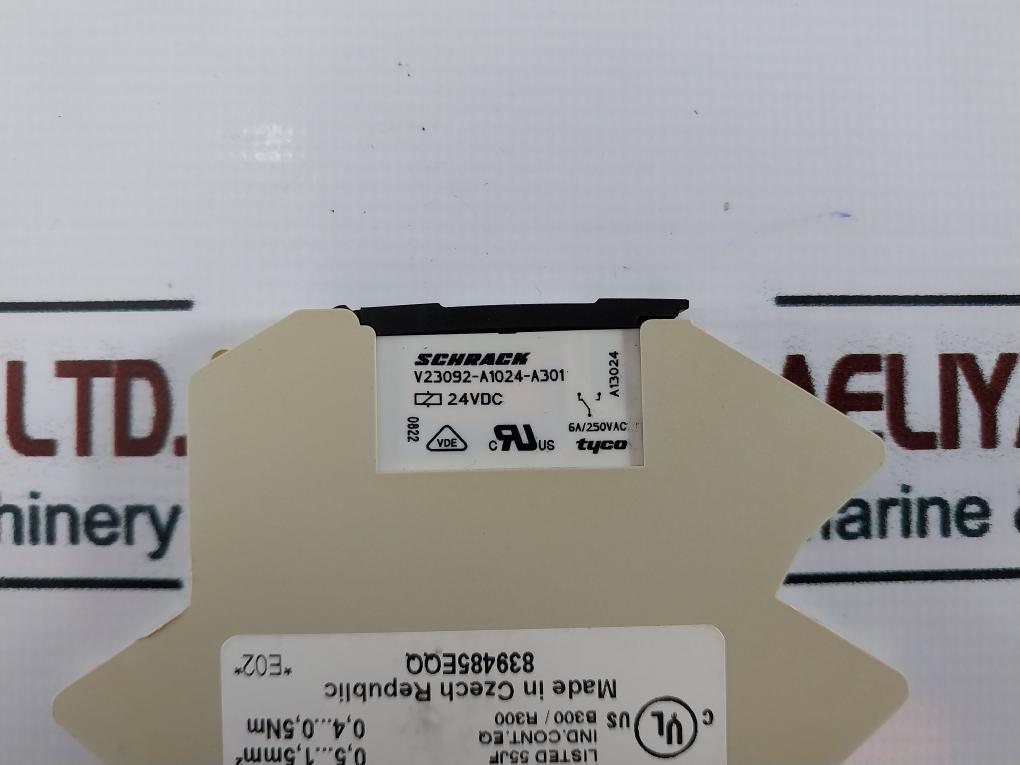 SCHRACK
V23092-A1024-A301
24VDC
A13024
0822
VDE
C RU US
6A/250VAC
tyco
LTD.
hinery
AELIY
arine &
0,5...1,5mm²
LISTED 55JF
0,4...0,5Nm
IND.CONT.EQ
C UL US
B300 / R300
Made in Czech Republic
*E02*
839485EQQ